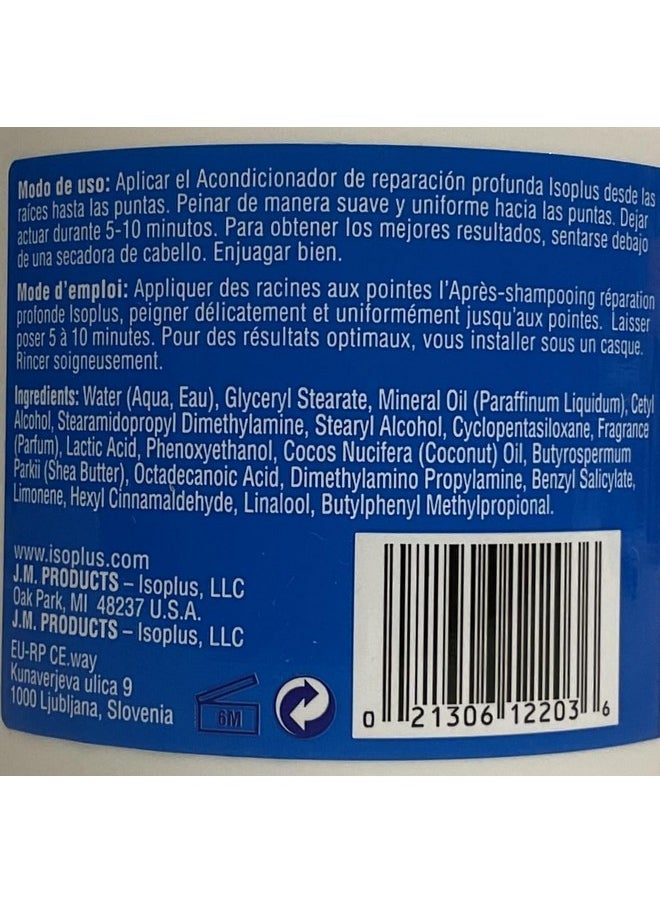 Modo de uso: Aplicar el Acondicionador de reparación profunda Isoplus desde las
raíces hasta las puntas. Peinar de manera suave y uniforme hacia las puntas. Dejar
actuar durante 5-10 minutos. Para obtener los mejores resultados, sentarse debajo
de una secadora de cabello. Enjuagar bien.
Mode d'emploi: Appliquer des racines aux pointes l'Après-shampooing réparation
profonde Isoplus, peigner délicatement et uniformément jusqu'aux pointes. Laisser
poser 5 à 10 minutes. Pour des résultats optimaux, vous installer sous un casque.
Rincer soigneusement.
Ingredients: Water (Aqua, Eau), Glyceryl Stearate, Mineral Oil (Paraffinum Liquidum), Cetyl
Alcohol, Stearamidopropyl Dimethylamine, Stearyl Alcohol, Cyclopentasiloxane, Fragrance
(Parfum), Lactic Acid, Phenoxyethanol, Cocos Nucifera (Coconut) Oil, Butyrospermum
Parkii (Shea Butter), Octadecanoic Acid, Dimethylamino Propylamine, Benzyl Salicylate,
Limonene, Hexyl Cinnamaldehyde, Linalool, Butylphenyl Methylpropional.
www.isoplus.com
J.M. PRODUCTS – Isoplus, LLC
Oak Park, MI 48237 U.S.A.
J.M. PRODUCTS – Isoplus, LLC
EU-RP CE.way
Kunaverjeva ulica 9
1000 Ljubljana, Slovenia
6M
0 21306 12203 6